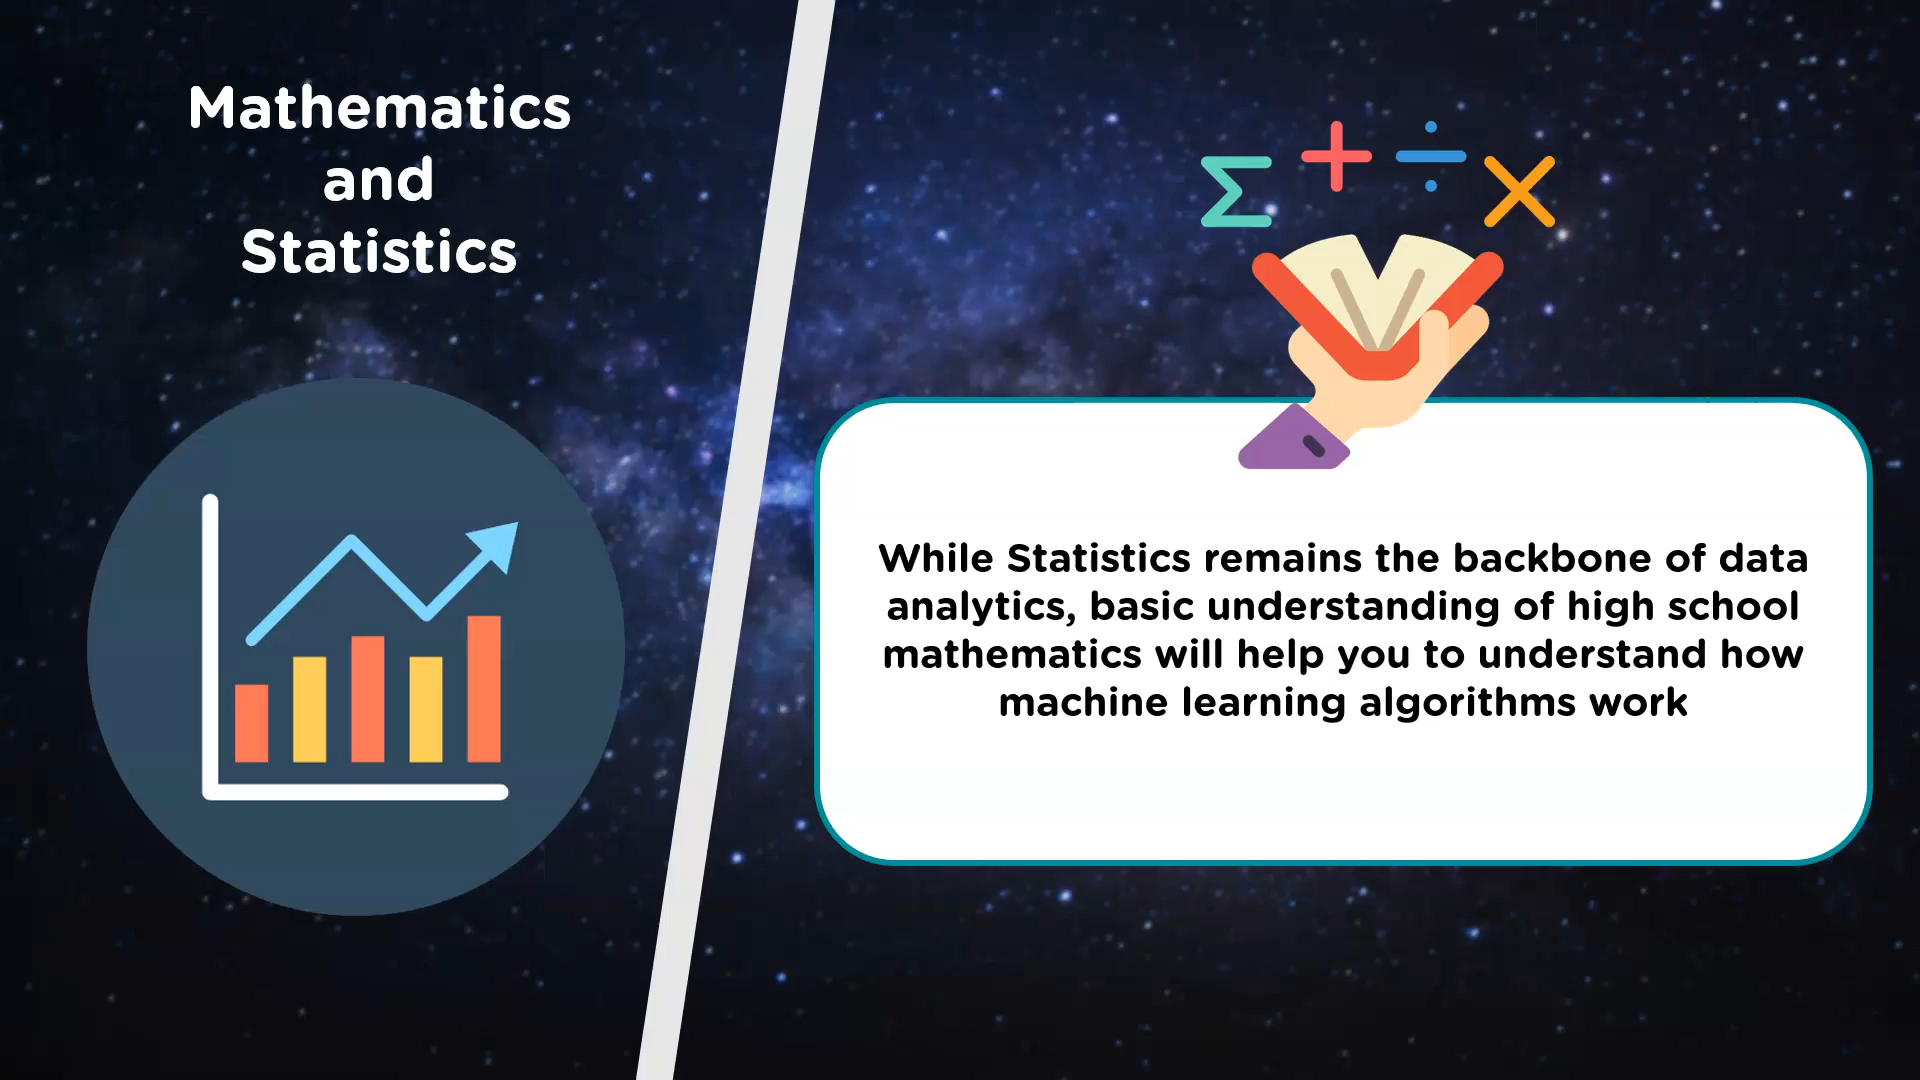 Mathematics
and
Statistics
Σ + ÷ ×
While Statistics remains the backbone of data
analytics, basic understanding of high school
mathematics will help you to understand how
machine learning algorithms work